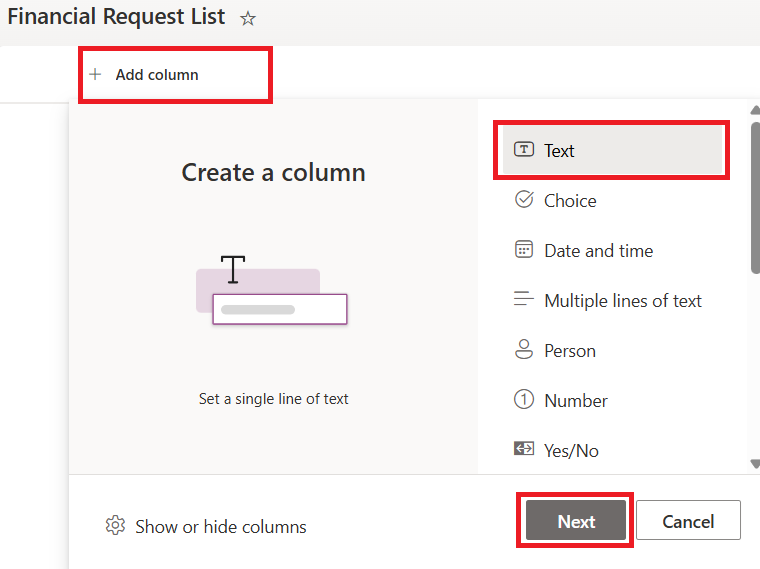 Financial Request List
Add column
Create a column
T
Set a single line of text
T Text
Choice
Date and time
Multiple lines of text
Person
1 Number
Yes/No
Show or hide columns
Next
Cancel